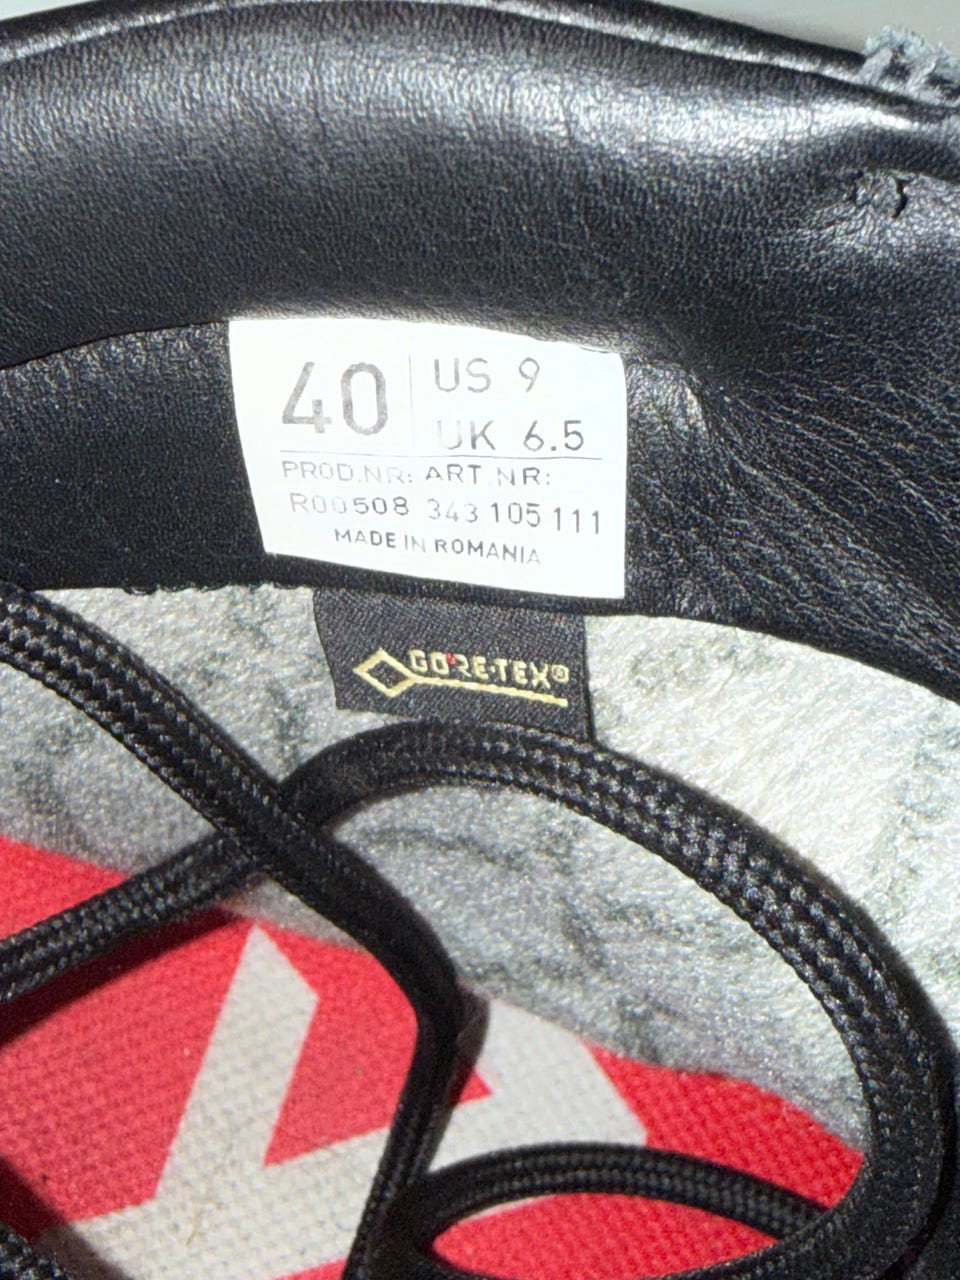 40
US 9
UK 6.5
PROD.NR: ART.NR:
R00508 343 105 111
MADE IN ROMANIA
GORE-TEX®